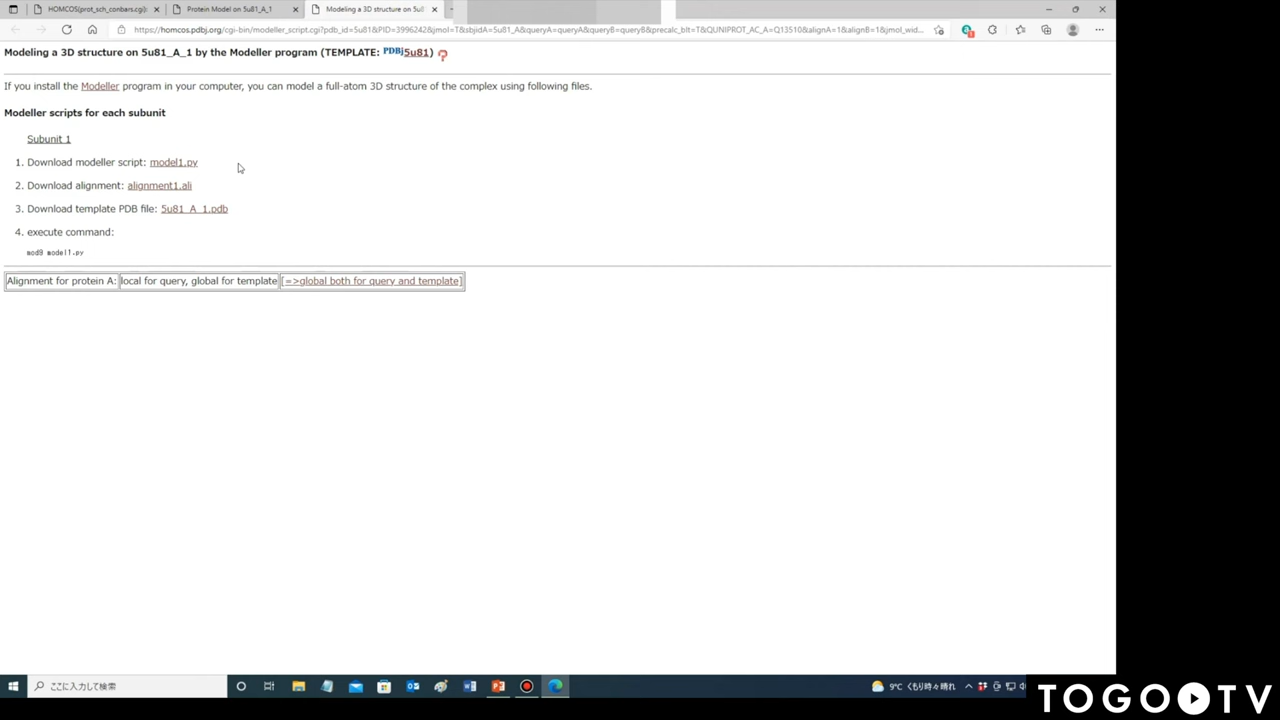 HOMCOS(prot_sch_conbars.cgi):
Protein Model on 5u81_A_1
Modeling a 3D structure on 5u8
https://homcos.pdbj.org/cgi-bin/modeller_script.cgi?pdb_id=5u81&PID=3996242&jmol=T&sbjidA=5u81_A&queryA=queryA&queryB=queryB&precalc_blt=T&QUNIPROT_AC_A=Q13510&alignA=1&alignB=1&jmol_wid...
Modeling a 3D structure on 5u81_A_1 by the Modeller program (TEMPLATE: PDBj5u81) ?
If you install the Modeller program in your computer, you can model a full-atom 3D structure of the complex using following files.
Modeller scripts for each subunit
Subunit 1
1. Download modeller script: model1.py
2. Download alignment: alignment1.ali
3. Download template PDB file: 5u81_A_1.pdb
4. execute command:
mod9 model1.py
Alignment for protein A: local for query, global for template [=>global both for query and template]
ここに入力して検索
9℃ くもり時々晴れ
TOGO TV